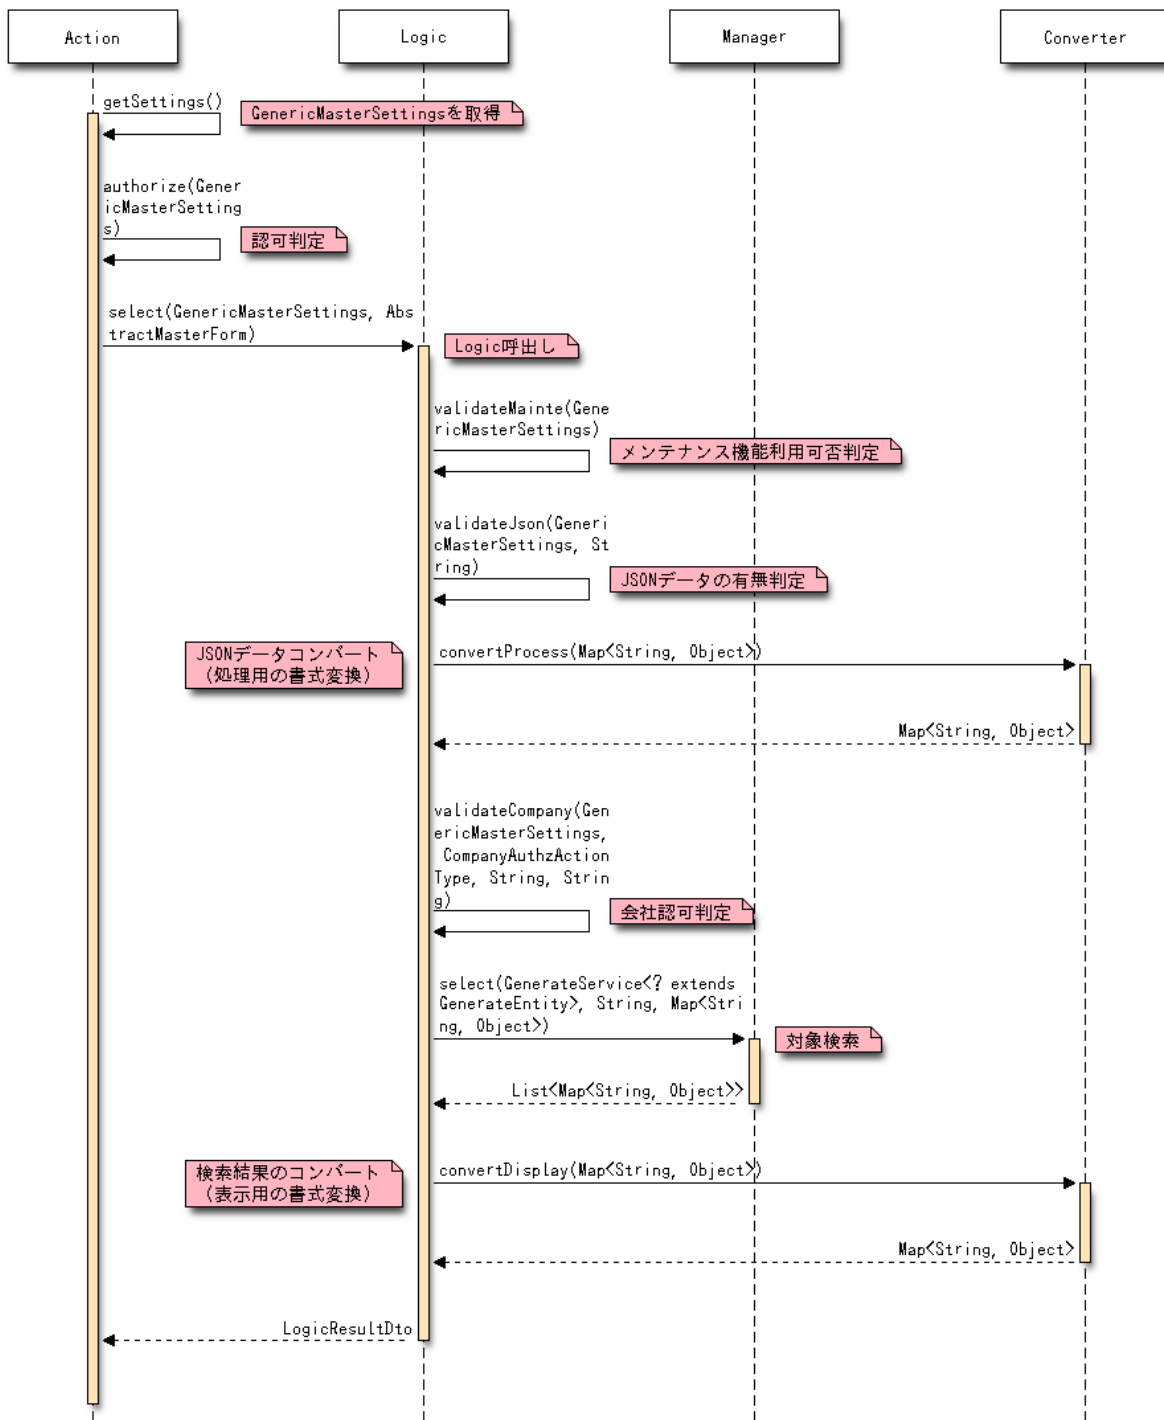 Action
Logic
Manager
Converter
getSettings()
GenericMasterSettingsを取得
authorize(Gener
icMasterSetting
s)
認可判定
select(GenericMasterSettings, Abs
tractMasterForm)
Logic呼出し
validateMainte(Gene
ricMasterSettings)
メンテナンス機能利用可否判定
validateJson(Generi
cMasterSettings, St
ring)
JSONデータの有無判定
JSONデータコンバート
（処理用の書式変換）
convertProcess(Map<String, Object>)
Map<String, Object>
validateCompany(Gen
ericMasterSettings,
CompanyAuthzAction
Type, String, Strin
g)
会社認可判定
select(GenerateService<? extends
GenerateEntity>, String, Map<Stri
ng, Object>)
対象検索
List<Map<String, Object>>
検索結果のコンバート
（表示用の書式変換）
convertDisplay(Map<String, Object>)
Map<String, Object>
LogicResultDto